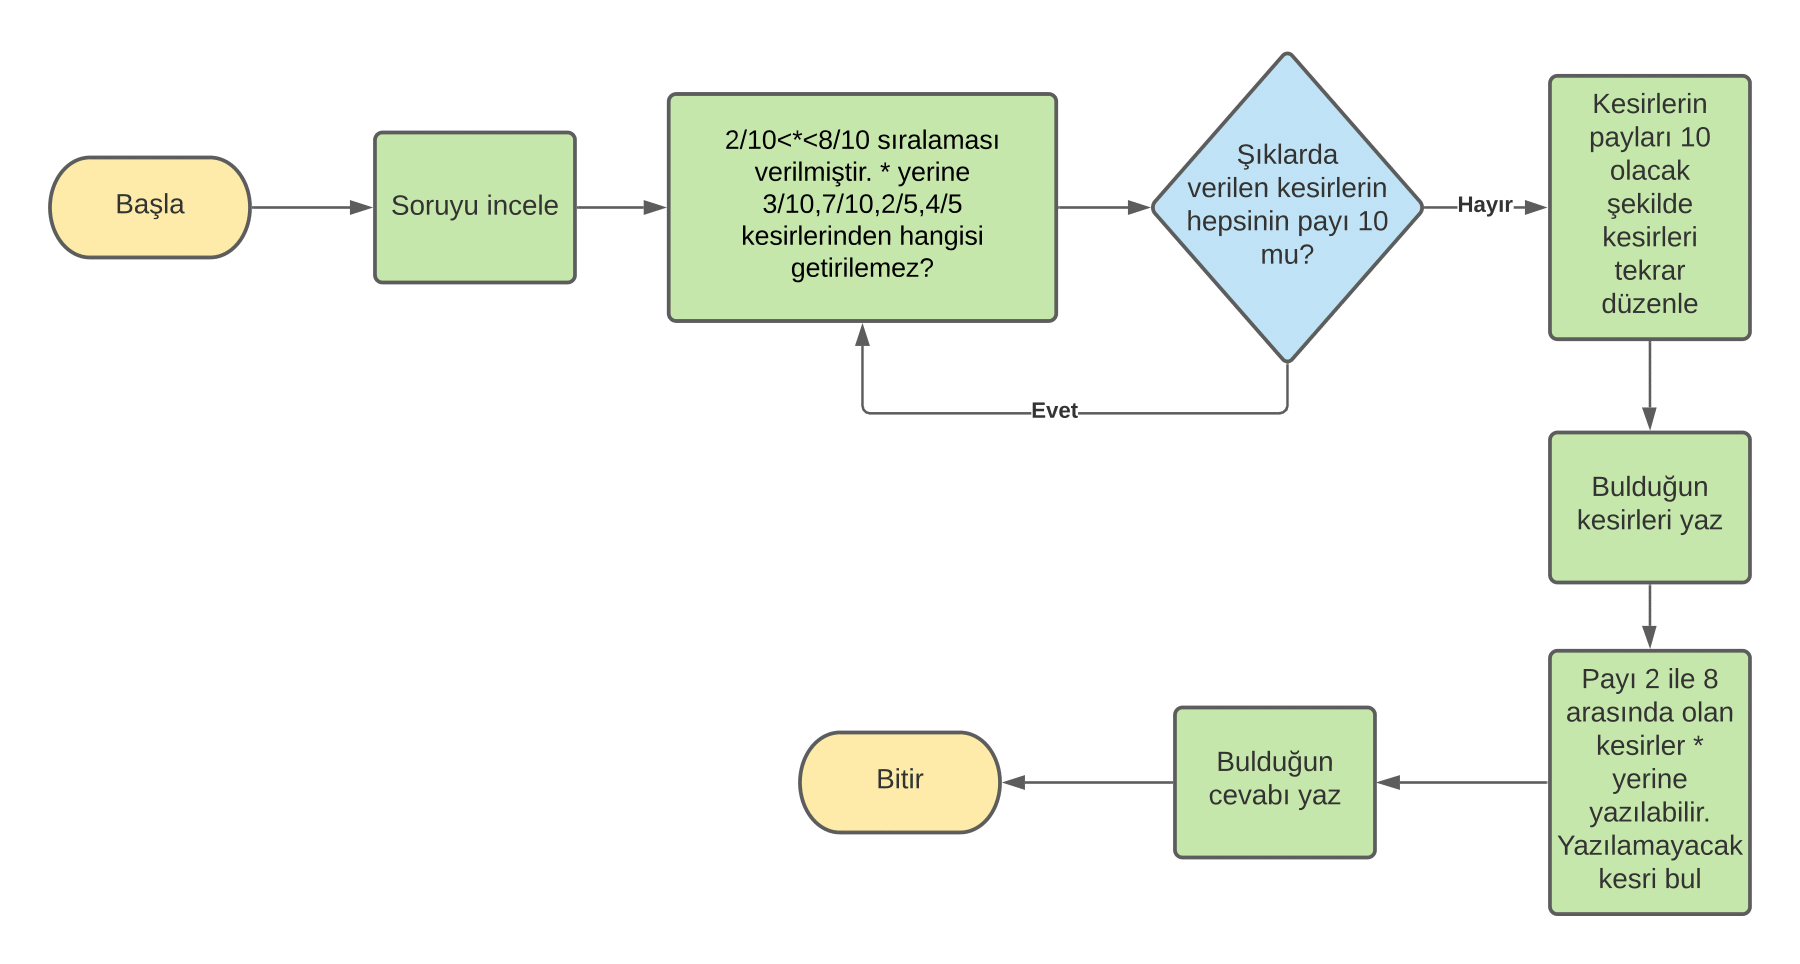 Başla
Soruyu incele
2/10<*<8/10 sıralaması
verilmiştir. * yerine
3/10,7/10,2/5,4/5
kesirlerinden hangisi
getirilemez?
Şıklarda
verilen kesirlerin
hepsinin payı 10
mu?
Hayır
Evet
Kesirlerin
payları 10
olacak
şekilde
kesirleri
tekrar
düzenle
Bulduğun
kesirleri yaz
Payı 2 ile 8
arasında olan
kesirler *
yerine
yazılabilir.
Yazılamayacak
kesri bul
Bulduğun
cevabı yaz
Bitir